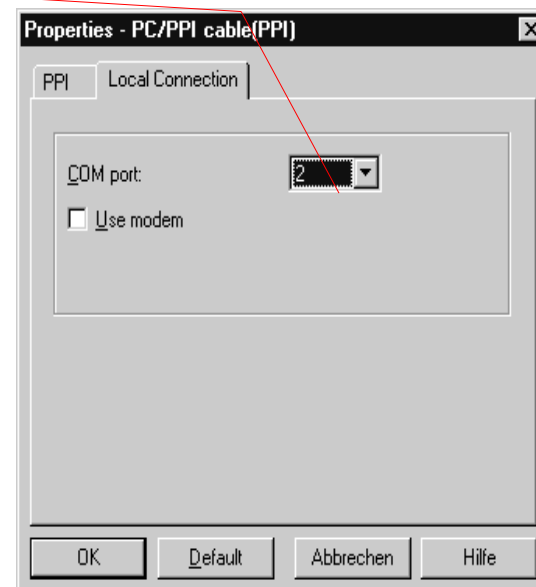 Properties - PC/PPI cable(PPI)
PPI Local Connection
COM port: 2
Use modem
OK Default Abbrechen Hilfe